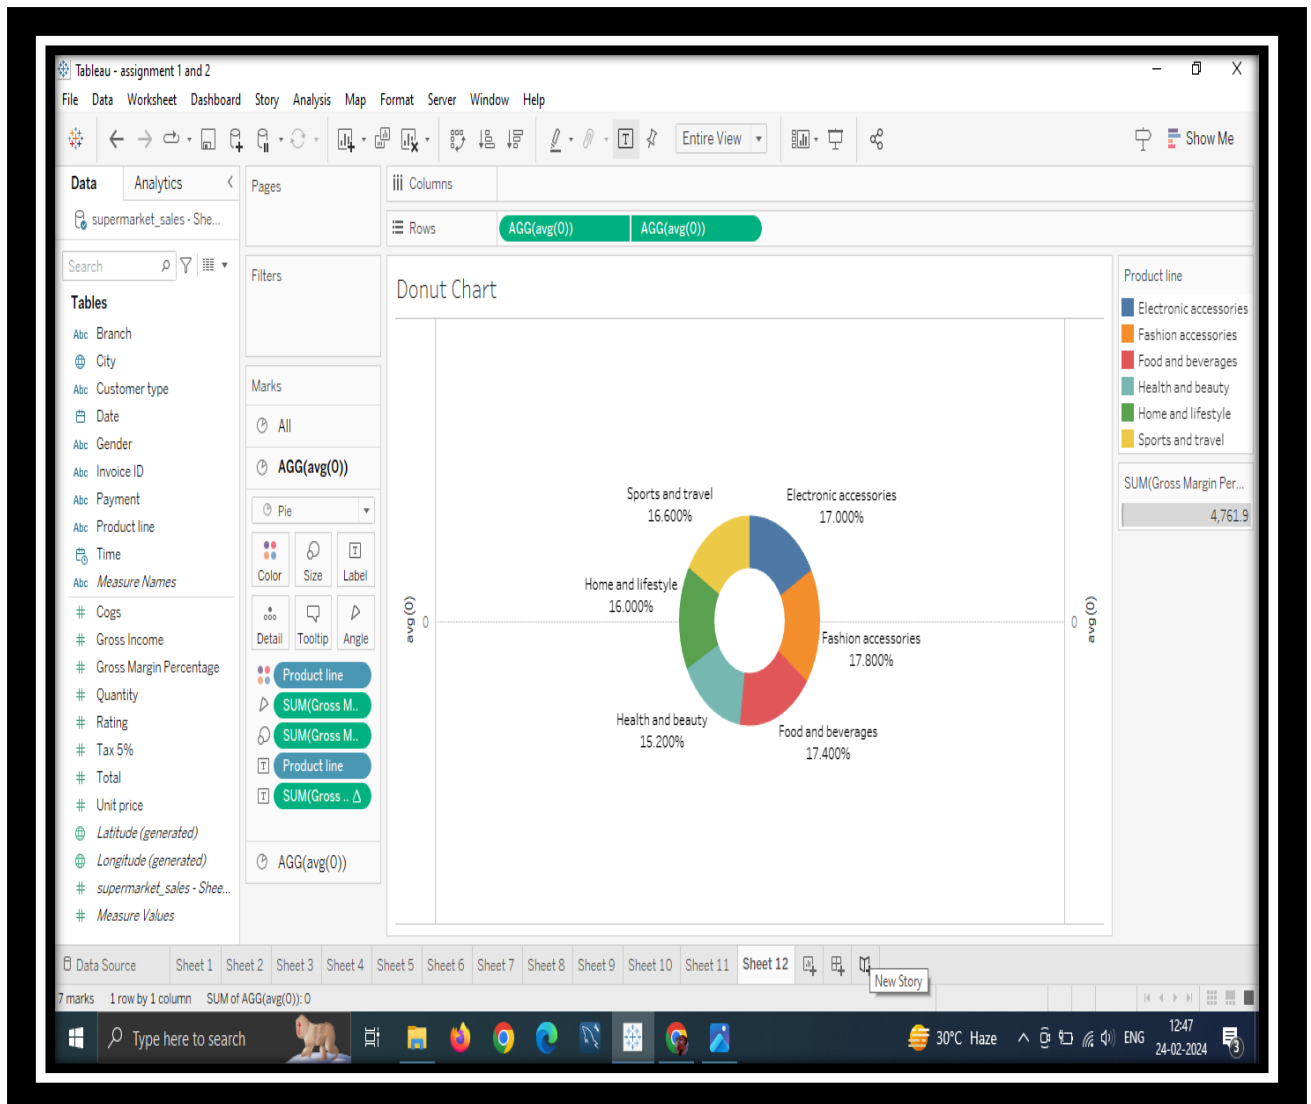 Tableau - assignment 1 and 2
File Data Worksheet Dashboard Story Analysis Map Format Server Window Help
Entire View
Show Me
Data Analytics
supermarket_sales - She...
Search
Tables
Abc Branch
City
Abc Customer type
Date
Abc Gender
Abc Invoice ID
Abc Payment
Abc Product line
Time
Abc Measure Names
# Cogs
# Gross Income
# Gross Margin Percentage
# Quantity
# Rating
# Tax 5%
# Total
# Unit price
Latitude (generated)
Longitude (generated)
# supermarket_sales - Shee...
# Measure Values
Pages
Filters
Marks
All
AGG(avg(0))
Pie
Color Size Label
Detail Tooltip Angle
Product line
SUM(Gross M..
SUM(Gross M..
Product line
SUM(Gross .. Δ
AGG(avg(0))
Columns
Rows AGG(avg(0)) AGG(avg(0))
Donut Chart
avg(0)
0
Sports and travel
16.600%
Electronic accessories
17.000%
Home and lifestyle
16.000%
Fashion accessories
17.800%
Health and beauty
15.200%
Food and beverages
17.400%
0
avg(0)
Product line
Electronic accessories
Fashion accessories
Food and beverages
Health and beauty
Home and lifestyle
Sports and travel
SUM(Gross Margin Per...
4,761.9
Data Source Sheet 1 Sheet 2 Sheet 3 Sheet 4 Sheet 5 Sheet 6 Sheet 7 Sheet 8 Sheet 9 Sheet 10 Sheet 11 Sheet 12
New Story
7 marks 1 row by 1 column SUM of AGG(avg(0)): 0
Type here to search
30°C Haze
ENG
12:47
24-02-2024
3